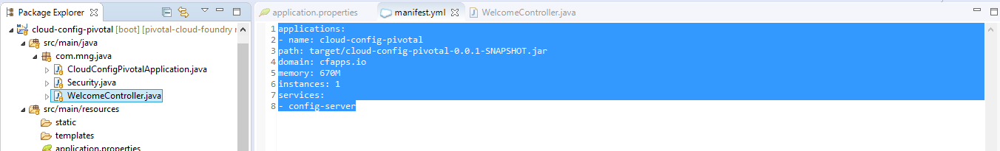 Package Explorer
cloud-config-pivotal [boot] [pivotal-cloud-foundry
src/main/java
com.mng.java
CloudConfigPivotalApplication.java
Security.java
WelcomeController.java
src/main/resources
static
templates
application.properties
application.properties
manifest.yml
WelcomeController.java
1 applications:
2 - name: cloud-config-pivotal
3 path: target/cloud-config-pivotal-0.0.1-SNAPSHOT.jar
4 domain: cfapps.io
5 memory: 670M
6 instances: 1
7 services:
8 - config-server